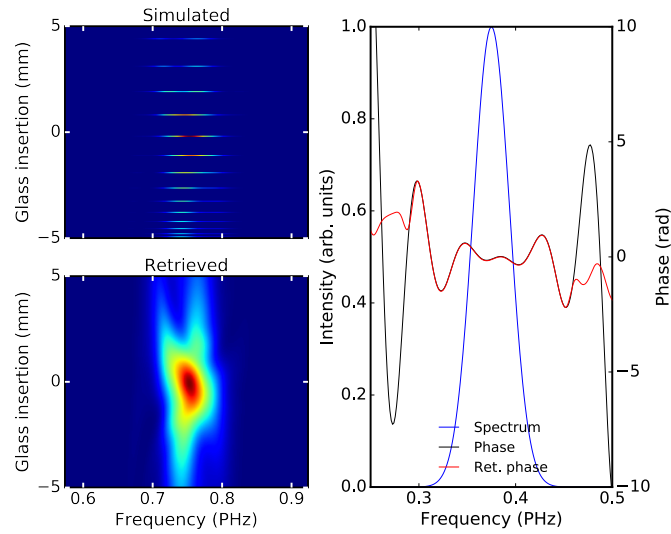 Simulated
Glass insertion (mm)
5
0
−5
Retrieved
Glass insertion (mm)
5
0
−5
0.6 0.7 0.8 0.9
Frequency (PHz)
Intensity (arb. units)
1.0
0.8
0.6
0.4
0.2
0.0
0.3 0.4 0.5
Frequency (PHz)
Spectrum
Phase
Ret. phase
10
5
0
−5
−10
Phase (rad)